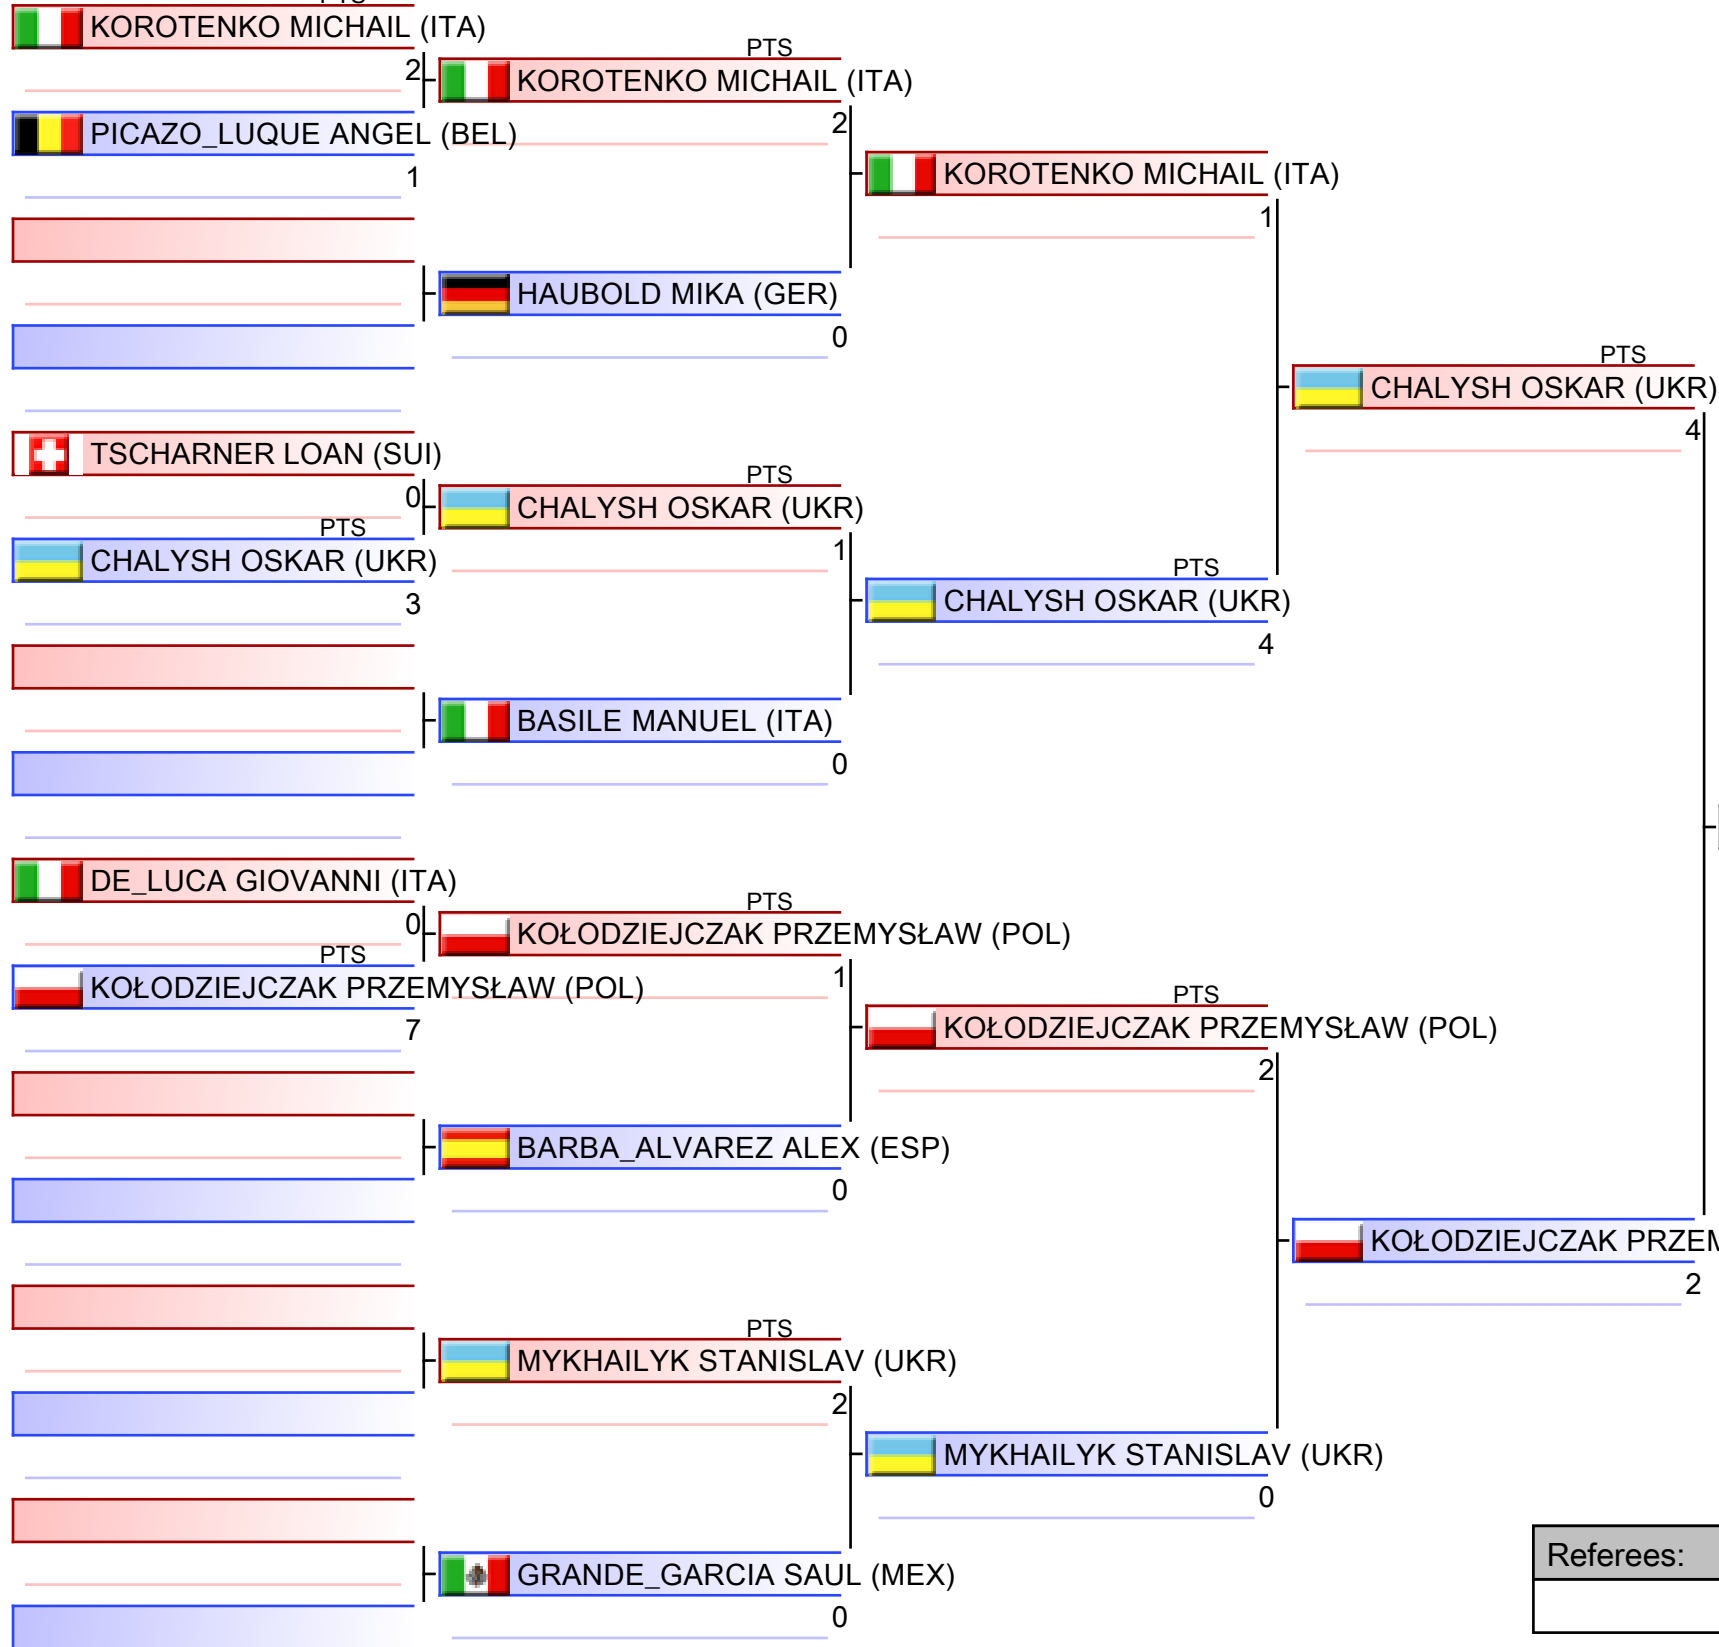 PTS
KOROTENKO MICHAIL (ITA)
2
PICAZO_LUQUE ANGEL (BEL)
1
TSCHARNER LOAN (SUI)
0
PTS
CHALYSH OSKAR (UKR)
3
DE_LUCA GIOVANNI (ITA)
0
PTS
KOŁODZIEJCZAK PRZEMYSŁAW (POL)
7
PTS
KOROTENKO MICHAIL (ITA)
2
HAUBOLD MIKA (GER)
0
PTS
CHALYSH OSKAR (UKR)
1
BASILE MANUEL (ITA)
0
PTS
KOŁODZIEJCZAK PRZEMYSŁAW (POL)
1
BARBA_ALVAREZ ALEX (ESP)
0
PTS
MYKHAILYK STANISLAV (UKR)
2
GRANDE_GARCIA SAUL (MEX)
0
KOROTENKO MICHAIL (ITA)
1
PTS
CHALYSH OSKAR (UKR)
4
PTS
KOŁODZIEJCZAK PRZEMYSŁAW (POL)
2
MYKHAILYK STANISLAV (UKR)
0
PTS
CHALYSH OSKAR (UKR)
4
KOŁODZIEJCZAK
2
Referees: